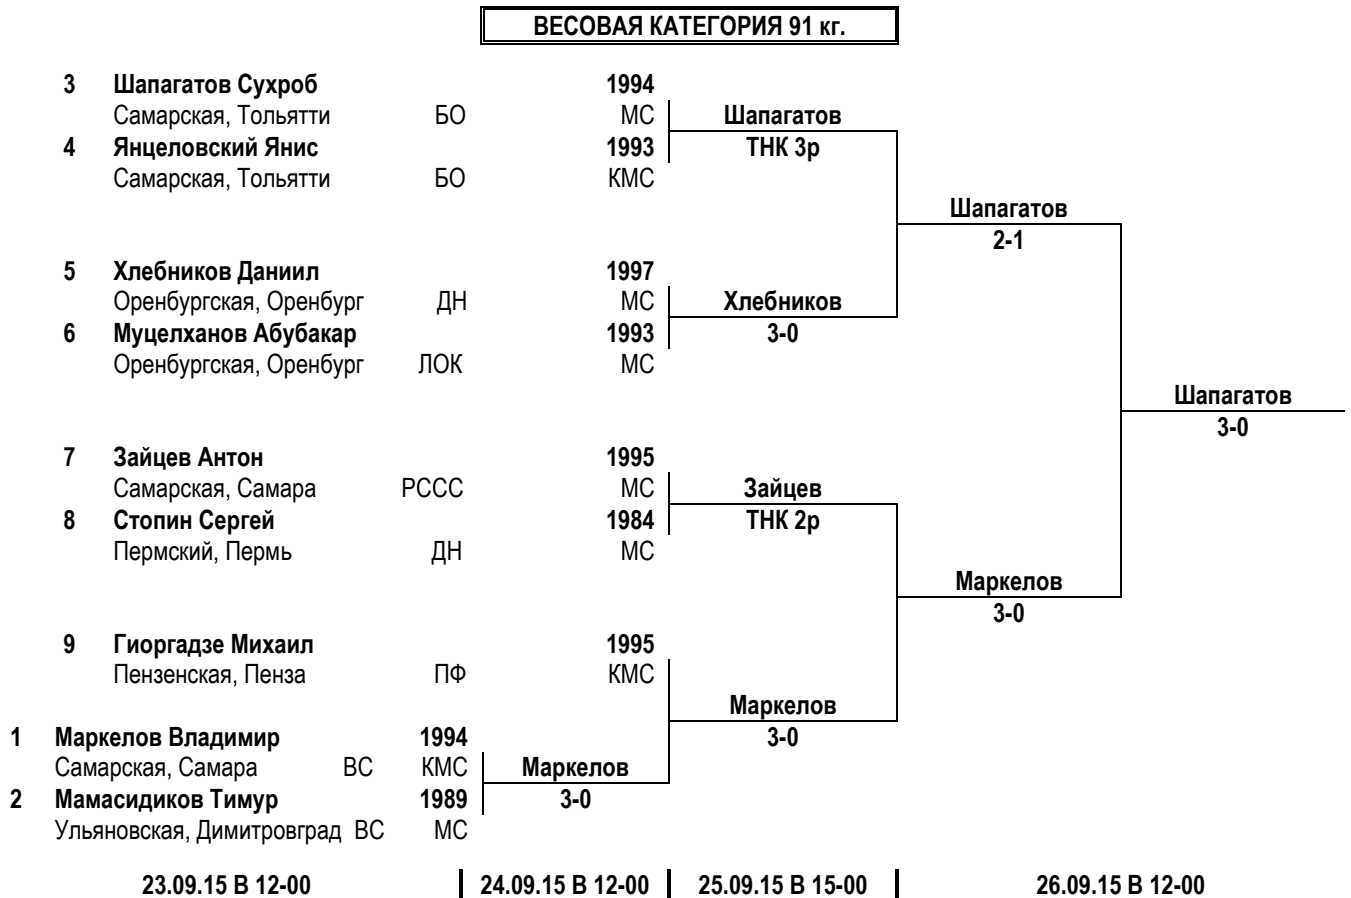 ВЕСОВАЯ КАТЕГОРИЯ 91 кг.
3 Шапагатов Сухроб 1994
Самарская, Тольятти БО МС Шапагатов
4 Янцеловский Янис 1993 ТНК 3р
Самарская, Тольятти БО КМС
Шапагатов
2-1
5 Хлебников Даниил 1997
Оренбургская, Оренбург ДН МС Хлебников
6 Муцелханов Абубакар 1993 3-0
Оренбургская, Оренбург ЛОК МС
Шапагатов
3-0
7 Зайцев Антон 1995
Самарская, Самара РССС МС Зайцев
8 Стопин Сергей 1984 ТНК 2р
Пермский, Пермь ДН МС
Маркелов
3-0
9 Гиоргадзе Михаил 1995
Пензенская, Пенза ПФ КМС
Маркелов
1 Маркелов Владимир 1994 3-0
Самарская, Самара ВС КМС Маркелов
2 Мамасидиков Тимур 1989 3-0
Ульяновская, Димитровград ВС МС
23.09.15 В 12-00 24.09.15 В 12-00 25.09.15 В 15-00 26.09.15 В 12-00